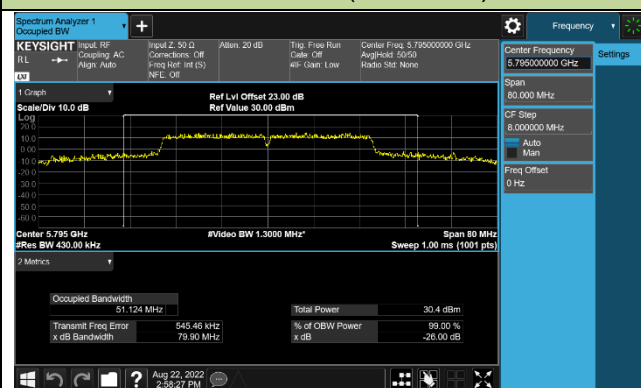 Spectrum Analyzer 1
Occupied BW
Frequency
KEYSIGHT
RL
LXI
Input: RF
Coupling: AC
Align: Auto
Input Z: 50 Ω
Corrections: Off
Freq Ref: Int (S)
NFE: Off
Atten: 20 dB
Trig: Free Run
Gate: Off
#IF Gain: Low
Center Freq: 5.795000000 GHz
Avg|Hold: 50/50
Radio Std: None
Center Frequency
5.795000000 GHz
Settings
Span
80.000 MHz
CF Step
8.000000 MHz
Auto
Man
Freq Offset
0 Hz
1 Graph
Scale/Div 10.0 dB
Ref Lvl Offset 23.00 dB
Ref Value 30.00 dBm
Log
20.0
10.0
0.00
-10.0
-20.0
-30.0
-40.0
-50.0
-60.0
Center 5.795 GHz
#Res BW 430.00 kHz
#Video BW 1.3000 MHz*
Span 80 MHz
Sweep 1.00 ms (1001 pts)
2 Metrics
Occupied Bandwidth
51.124 MHz
Total Power 30.4 dBm
Transmit Freq Error 545.46 kHz
% of OBW Power 99.00 %
x dB Bandwidth 79.90 MHz
x dB -26.00 dB
Aug 22, 2022
2:58:27 PM